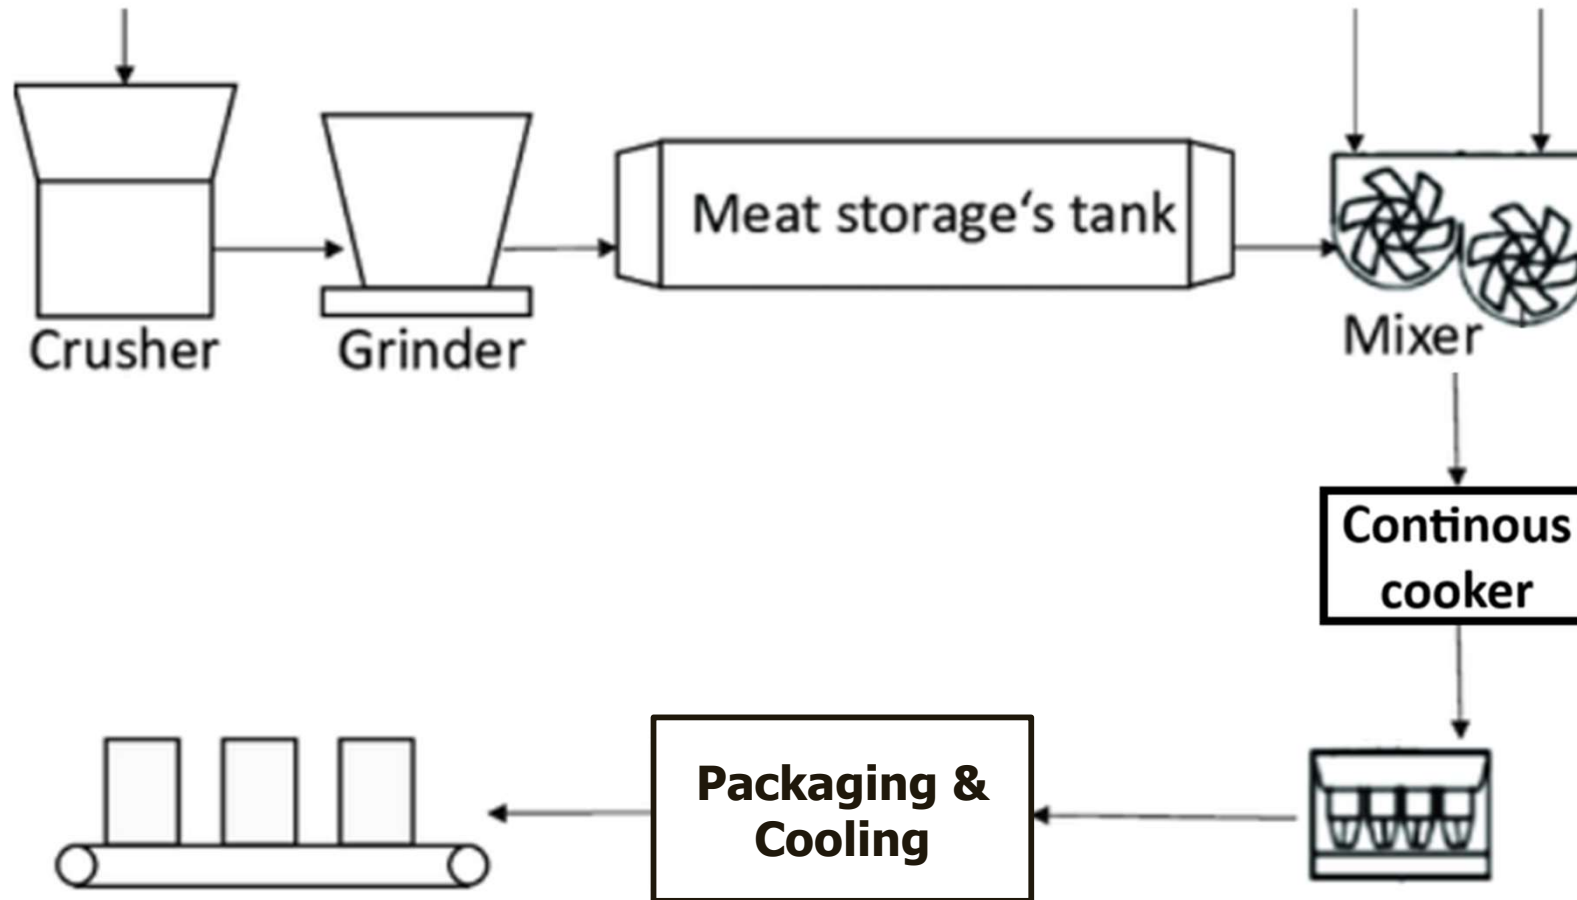 Meat storage‘s tank
Crusher
Grinder
Mixer
Continous
cooker
Packaging &
Cooling